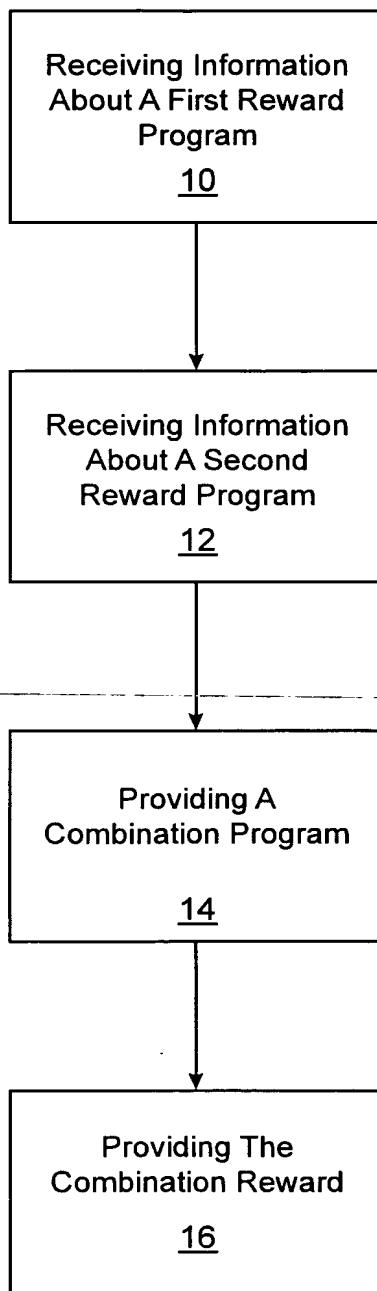 Receiving Information
About A First Reward
Program
10
Receiving Information
About A Second
Reward Program
12
Providing A
Combination Program
14
Providing The
Combination Reward
16